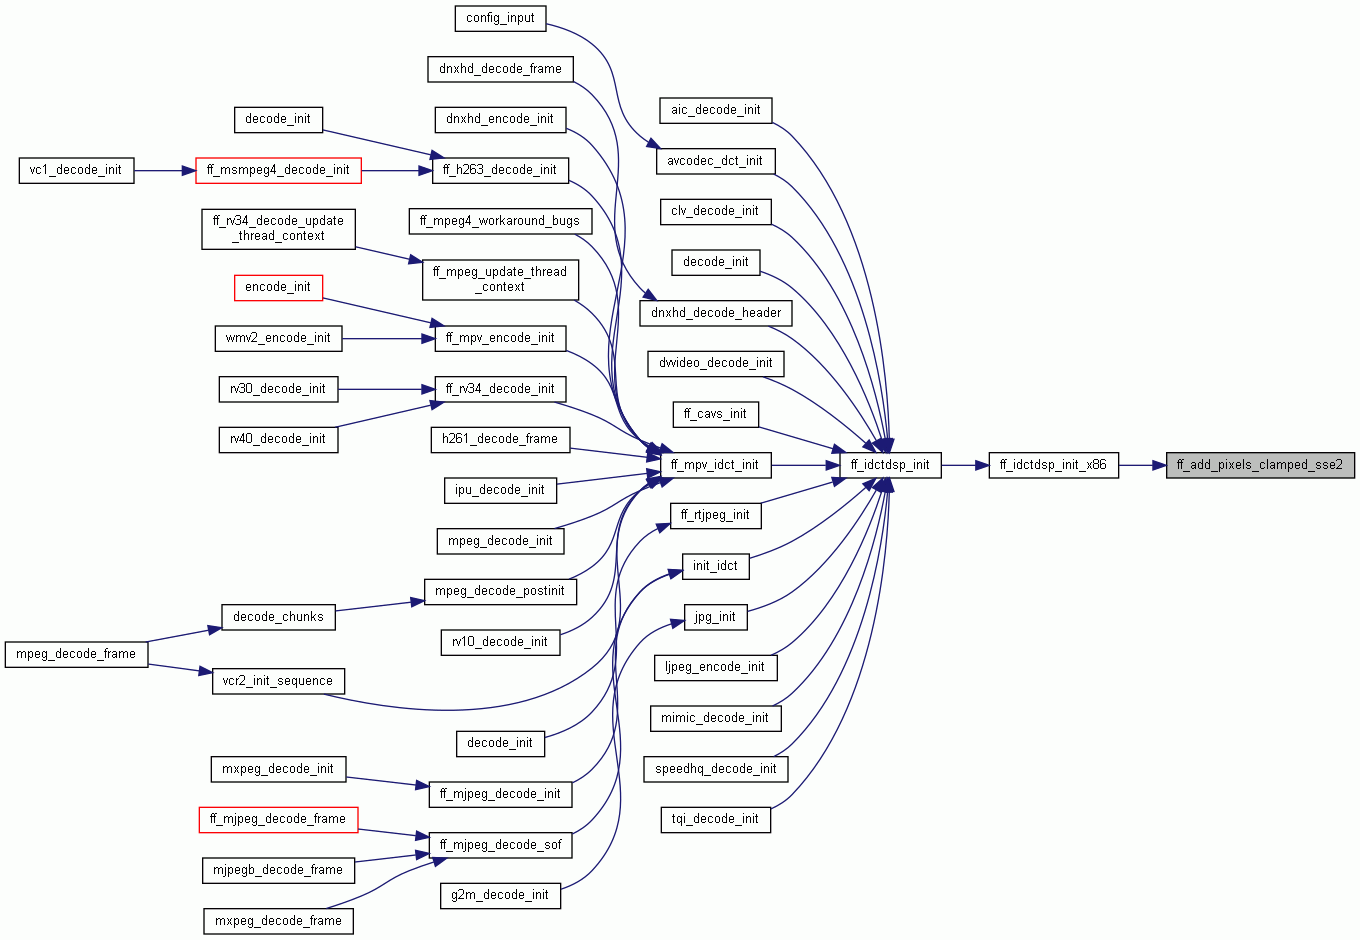 config_input
dnxhd_decode_frame
aic_decode_init
decode_init
dnxhd_encode_init
avcodec_dct_init
vc1_decode_init
ff_msmpeg4_decode_init
ff_h263_decode_init
clv_decode_init
ff_rv34_decode_update
_thread_context
ff_mpeg4_workaround_bugs
decode_init
ff_mpeg_update_thread
_context
encode_init
dnxhd_decode_header
wmv2_encode_init
ff_mpv_encode_init
dwideo_decode_init
rv30_decode_init
ff_rv34_decode_init
ff_cavs_init
rv40_decode_init
h261_decode_frame
ff_mpv_idct_init
ff_idctdsp_init
ff_idctdsp_init_x86
ff_add_pixels_clamped_sse2
ipu_decode_init
ff_rtjpeg_init
mpeg_decode_init
init_idct
mpeg_decode_postinit
decode_chunks
jpg_init
mpeg_decode_frame
rv10_decode_init
ljpeg_encode_init
vcr2_init_sequence
mimic_decode_init
decode_init
mxpeg_decode_init
speedhq_decode_init
ff_mjpeg_decode_init
ff_mjpeg_decode_frame
tqi_decode_init
ff_mjpeg_decode_sof
mjpegb_decode_frame
g2m_decode_init
mxpeg_decode_frame